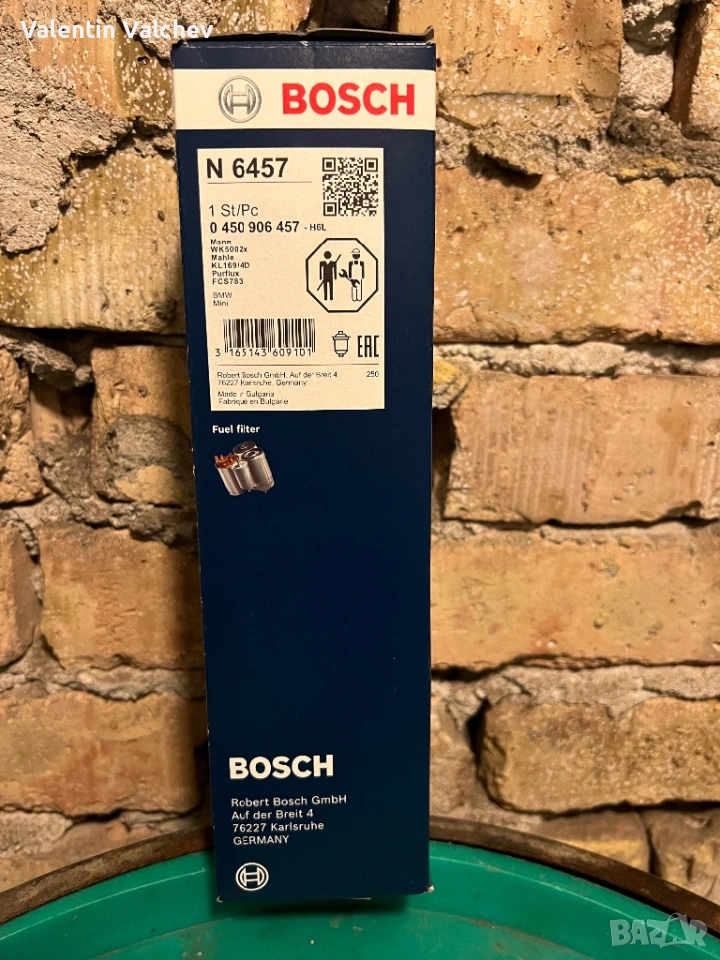 Valentin Valchev
BOSCH
N 6457
1 St/Pc
0 450 906 457 - H6L
Mann
WK5002x
Mahle
KL169/4D
Purflux
FCS783
BMW
Mini
3 165143 609101
EAC
Robert Bosch GmbH, Auf der Breit 4
76227 Karlsruhe, Germany
250
Made in Bulgaria
Fabriqué en Bulgarie
Fuel filter
BOSCH
Robert Bosch GmbH
Auf der Breit 4
76227 Karlsruhe
GERMANY
BAZAR